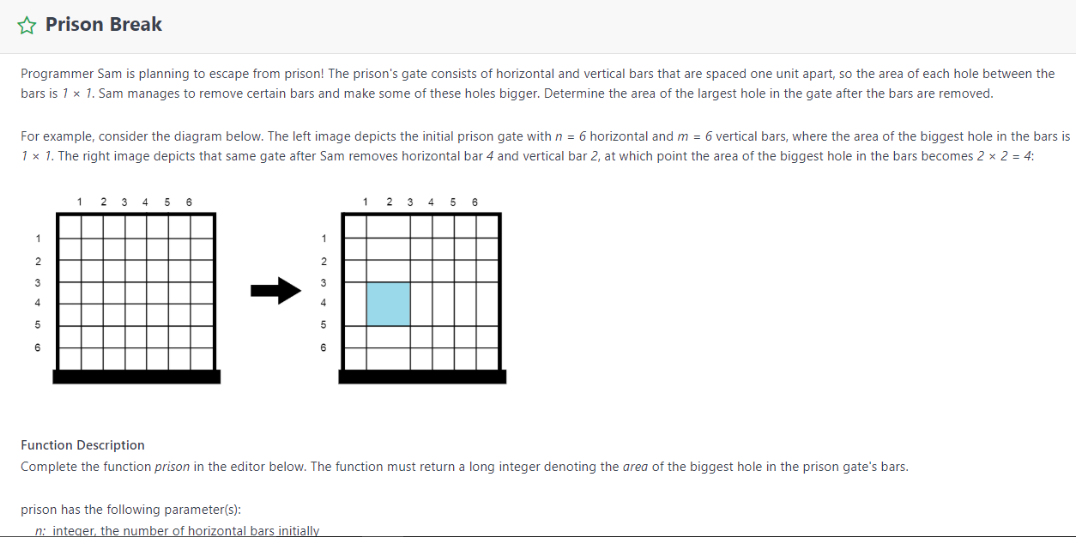 Prison Break
Programmer Sam is planning to escape from prison! The prison's gate consists of horizontal and vertical bars that are spaced one unit apart, so the area of each hole between the
bars is 1 × 1. Sam manages to remove certain bars and make some of these holes bigger. Determine the area of the largest hole in the gate after the bars are removed.
For example, consider the diagram below. The left image depicts the initial prison gate with n = 6 horizontal and m = 6 vertical bars, where the area of the biggest hole in the bars is
1 × 1. The right image depicts that same gate after Sam removes horizontal bar 4 and vertical bar 2, at which point the area of the biggest hole in the bars becomes 2 × 2 = 4:
1 2 3 4 5 6
1
2
3
4
5
6
1 2 3 4 5 6
1
2
3
4
5
6
Function Description
Complete the function prison in the editor below. The function must return a long integer denoting the area of the biggest hole in the prison gate's bars.
prison has the following parameter(s):
n: integer, the number of horizontal bars initially